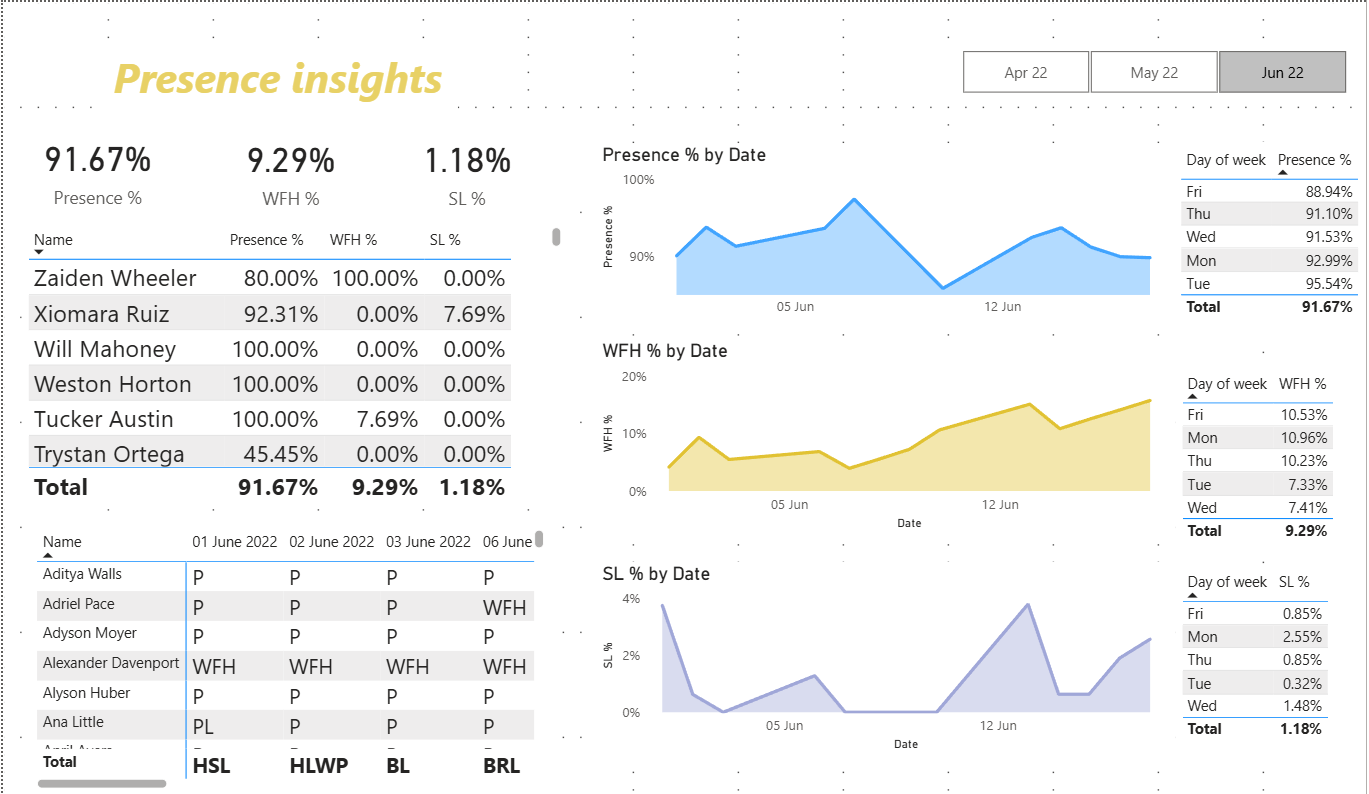 Presence insights
Apr 22 May 22 Jun 22
91.67% 9.29% 1.18%
Presence % WFH % SL %
Name Presence % WFH % SL %
Zaiden Wheeler 80.00% 100.00% 0.00%
Xiomara Ruiz 92.31% 0.00% 7.69%
Will Mahoney 100.00% 0.00% 0.00%
Weston Horton 100.00% 0.00% 0.00%
Tucker Austin 100.00% 7.69% 0.00%
Trystan Ortega 45.45% 0.00% 0.00%
Total 91.67% 9.29% 1.18%
Name 01 June 2022 02 June 2022 03 June 2022 06 June
Aditya Walls P P P P
Adriel Pace P P P WFH
Adyson Moyer P P P P
Alexander Davenport WFH WFH WFH WFH
Alyson Huber P P P P
Ana Little PL P P P
Total HSL HLWP BL BRL
Presence % by Date
Presence %
100%
90%
05 Jun 12 Jun
Day of week Presence %
Fri 88.94%
Thu 91.10%
Wed 91.53%
Mon 92.99%
Tue 95.54%
Total 91.67%
WFH % by Date
WFH %
20%
10%
0%
05 Jun 12 Jun
Date
Day of week WFH %
Fri 10.53%
Mon 10.96%
Thu 10.23%
Tue 7.33%
Wed 7.41%
Total 9.29%
SL % by Date
SL %
4%
2%
0%
05 Jun 12 Jun
Date
Day of week SL %
Fri 0.85%
Mon 2.55%
Thu 0.85%
Tue 0.32%
Wed 1.48%
Total 1.18%